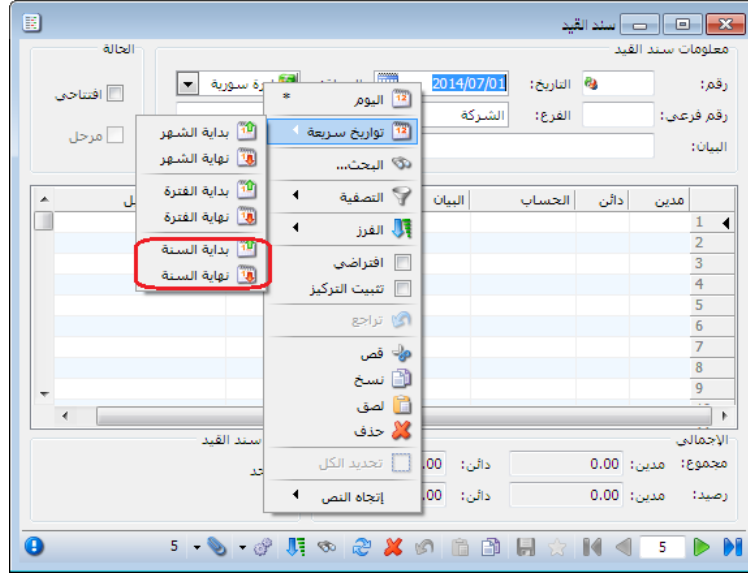 سند القيد
معلومات سند القيد
الحالة
رقم:
التاريخ:
2014/07/01
افتتاحي
رقم فرعي:
الفرع:
الشركة
مرحل
البيان:
اليوم *
تواريخ سريعة
البحث...
التصفية
الفرز
افتراضي
تثبيت التركيز
تراجع
قص
نسخ
لصق
حذف
تحديد الكل
إتجاه النص
بداية الشهر
نهاية الشهر
بداية الفترة
نهاية الفترة
بداية السنة
نهاية السنة
مدين دائن الحساب البيان
1
2
3
4
5
6
7
8
9
الإجمالي
سند القيد
مجموع: مدين: 0.00 دائن:
رصيد: مدين: 0.00 دائن:
5
5